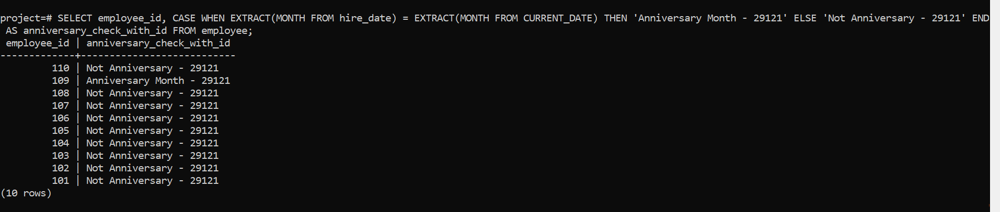 project=# SELECT employee_id, CASE WHEN EXTRACT(MONTH FROM hire_date) = EXTRACT(MONTH FROM CURRENT_DATE) THEN 'Anniversary Month - 29121' ELSE 'Not Anniversary - 29121' END
 AS anniversary_check_with_id FROM employee;
 employee_id | anniversary_check_with_id
-------------+---------------------------
         110 | Not Anniversary - 29121
         109 | Anniversary Month - 29121
         108 | Not Anniversary - 29121
         107 | Not Anniversary - 29121
         106 | Not Anniversary - 29121
         105 | Not Anniversary - 29121
         104 | Not Anniversary - 29121
         103 | Not Anniversary - 29121
         102 | Not Anniversary - 29121
         101 | Not Anniversary - 29121
(10 rows)